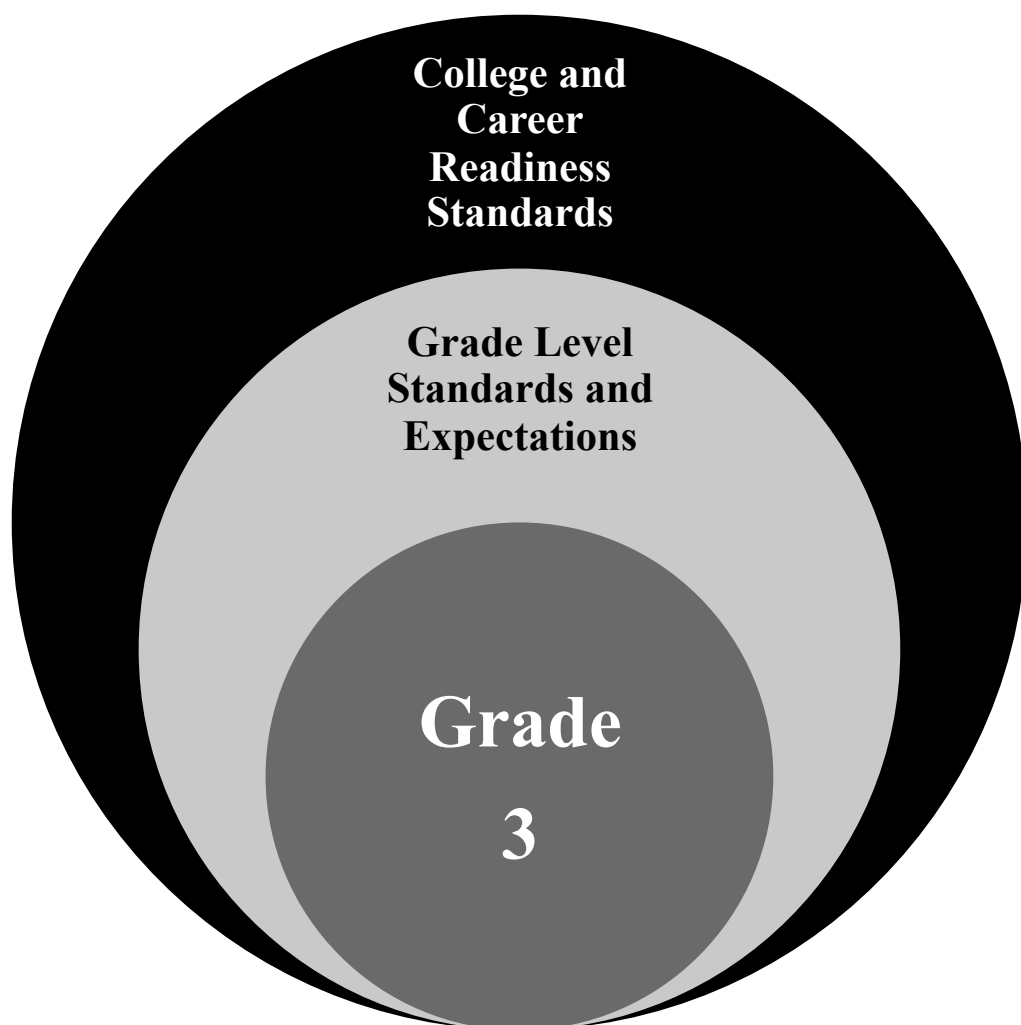 College and
Career
Readiness
Standards
Grade Level
Standards and
Expectations
Grade
3